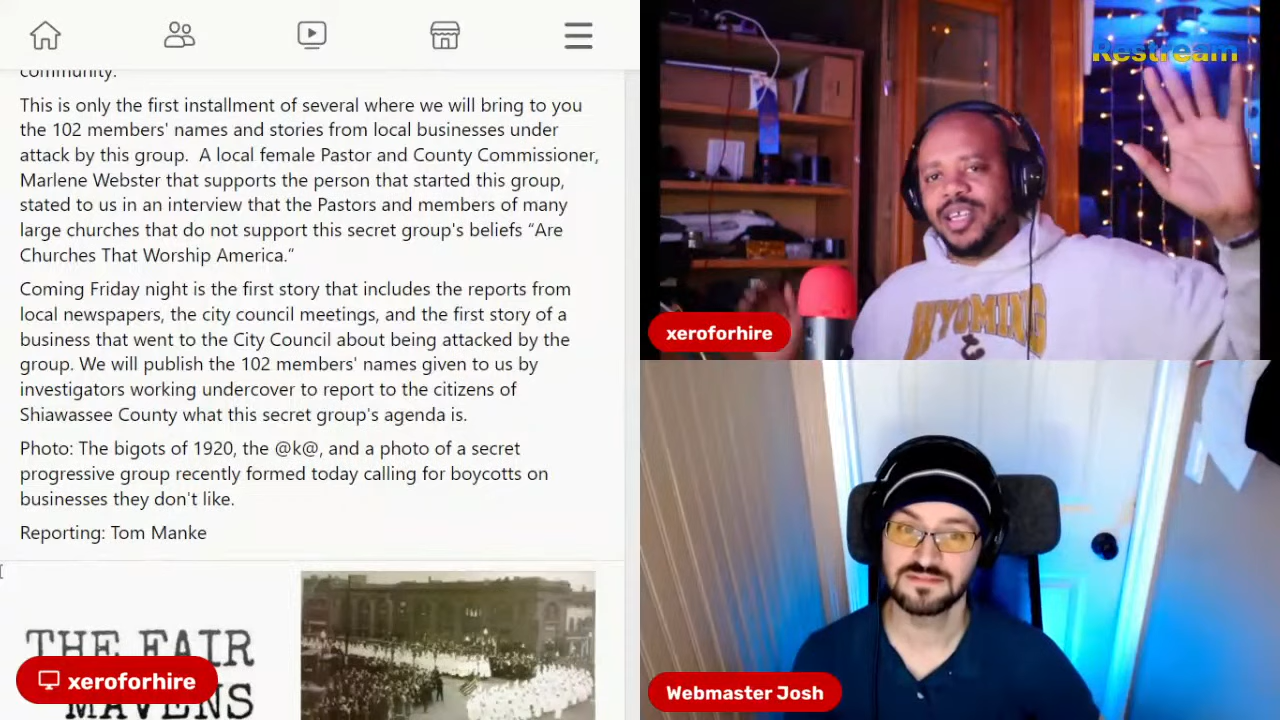 community.
This is only the first installment of several where we will bring to you
the 102 members' names and stories from local businesses under
attack by this group.  A local female Pastor and County Commissioner,
Marlene Webster that supports the person that started this group,
stated to us in an interview that the Pastors and members of many
large churches that do not support this secret group's beliefs “Are
Churches That Worship America.”
Coming Friday night is the first story that includes the reports from
local newspapers, the city council meetings, and the first story of a
business that went to the City Council about being attacked by the
group. We will publish the 102 members' names given to us by
investigators working undercover to report to the citizens of
Shiawassee County what this secret group's agenda is.
Photo: The bigots of 1920, the @k@, and a photo of a secret
progressive group recently formed today calling for boycotts on
businesses they don't like.
Reporting: Tom Manke
THE FAIR
MAVENS
xeroforhire
Restream
WYOMING
xeroforhire
Webmaster Josh